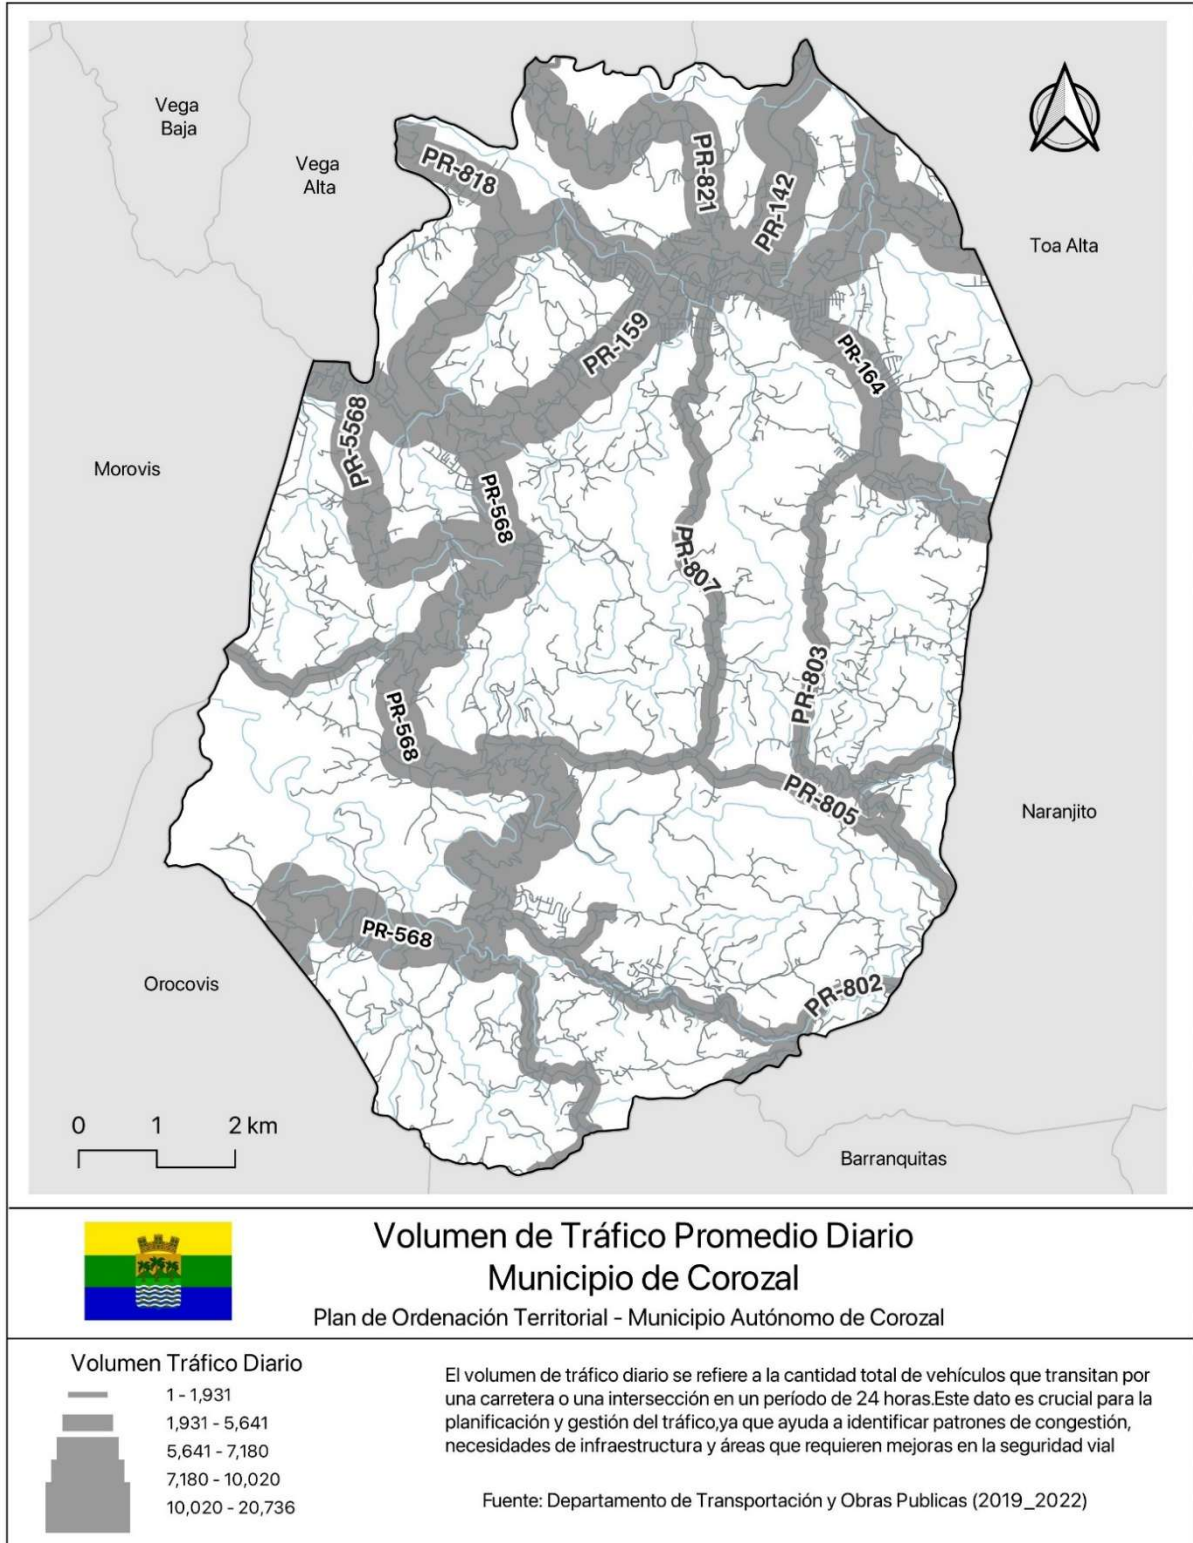 Vega
Baja
Vega
Alta
PR-818
PR-821
PR-142
Toa Alta
PR-159
PR-164
PR-5568
Morovis
PR-568
PR-807
PR-803
PR-568
PR-805
Naranjito
PR-568
Orocovis
PR-802
0 1 2 km
Barranquitas
Volumen de Tráfico Promedio Diario
Municipio de Corozal
Plan de Ordenación Territorial - Municipio Autónomo de Corozal
Volumen Tráfico Diario
1 - 1,931
1,931 - 5,641
5,641 - 7,180
7,180 - 10,020
10,020 - 20,736
El volumen de tráfico diario se refiere a la cantidad total de vehículos que transitan por
una carretera o una intersección en un período de 24 horas.Este dato es crucial para la
planificación y gestión del tráfico,ya que ayuda a identificar patrones de congestión,
necesidades de infraestructura y áreas que requieren mejoras en la seguridad vial
Fuente: Departamento de Transportación y Obras Publicas (2019_2022)